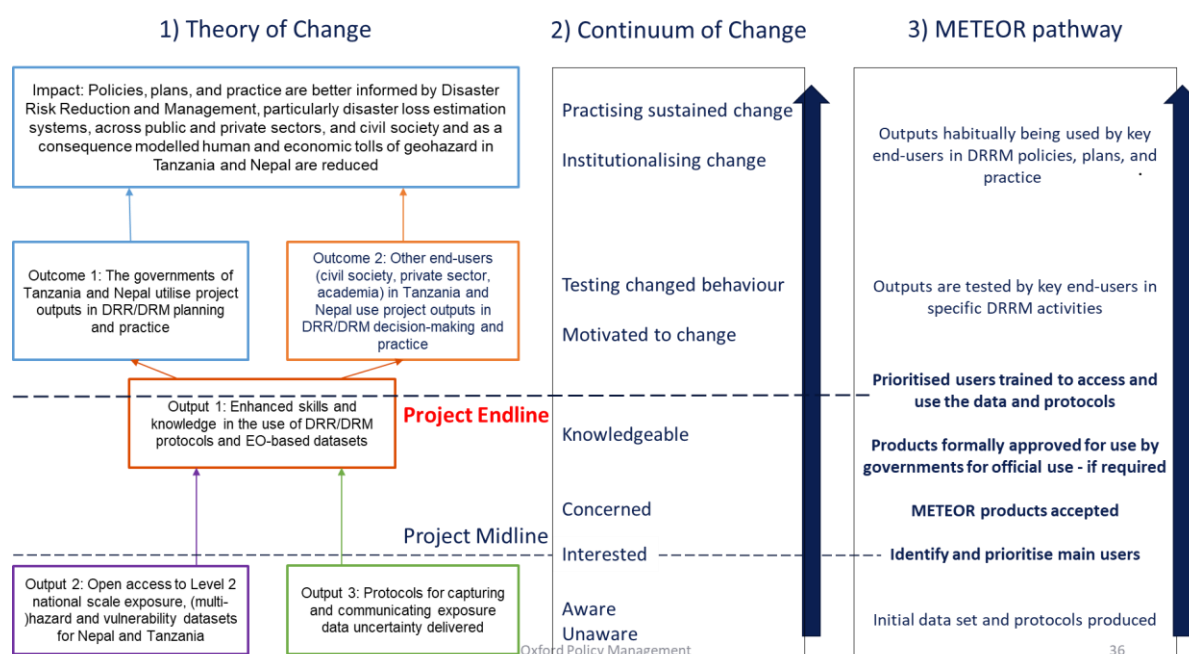 1) Theory of Change
Impact: Policies, plans, and practice are better informed by Disaster
Risk Reduction and Management, particularly disaster loss estimation
systems, across public and private sectors, and civil society and as a
consequence modelled human and economic tolls of geohazard in
Tanzania and Nepal are reduced
Outcome 1: The governments of
Tanzania and Nepal utilise project
outputs in DRR/DRM planning
and practice
Outcome 2: Other end-users
(civil society, private sector,
academia) in Tanzania and
Nepal use project outputs in
DRR/DRM decision-making and
practice
Output 1: Enhanced skills and
knowledge in the use of DRR/DRM
protocols and EO-based datasets
Project Endline
Project Midline
Output 2: Open access to Level 2
national scale exposure, (multi-
)hazard and vulnerability datasets
for Nepal and Tanzania
Output 3: Protocols for capturing
and communicating exposure
data uncertainty delivered
2) Continuum of Change
Practising sustained change
Institutionalising change
Testing changed behaviour
Motivated to change
Knowledgeable
Concerned
Interested
Aware
Unaware
3) METEOR pathway
Outputs habitually being used by key
end-users in DRRM policies, plans, and
practice
Outputs are tested by key end-users in
specific DRRM activities
Prioritised users trained to access and
use the data and protocols
Products formally approved for use by
governments for official use - if required
METEOR products accepted
Identify and prioritise main users
Initial data set and protocols produced
Oxford Policy Management
36